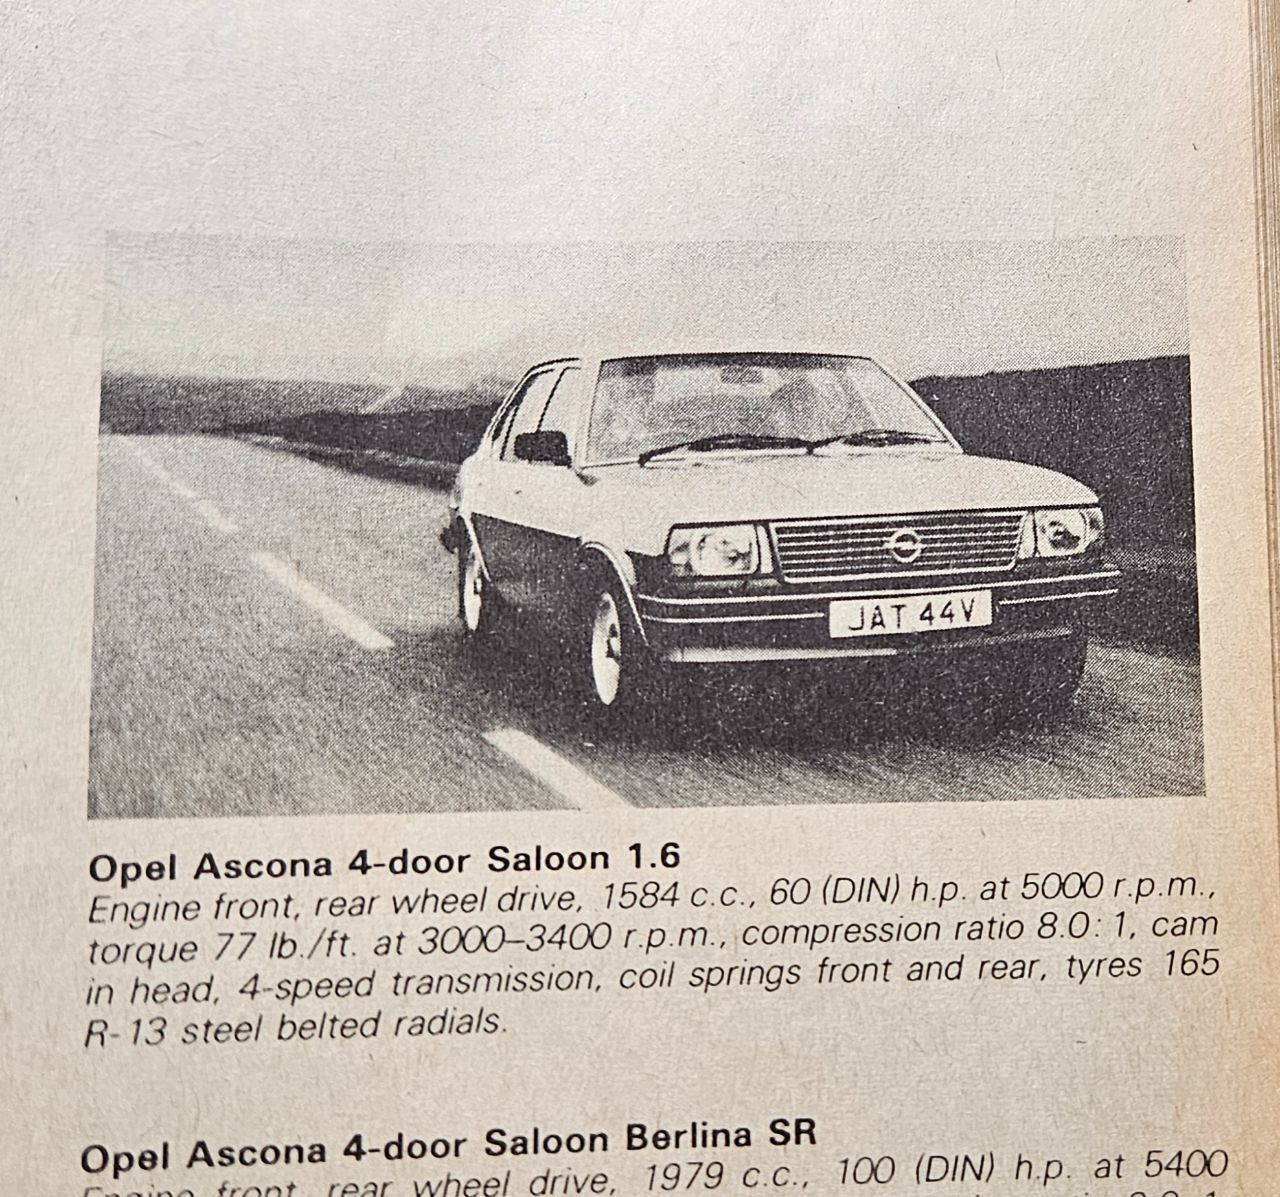 JAT 44V
Opel Ascona 4-door Saloon 1.6
Engine front, rear wheel drive, 1584 c.c., 60 (DIN) h.p. at 5000 r.p.m.,
torque 77 lb./ft. at 3000–3400 r.p.m., compression ratio 8.0:1, cam
in head, 4-speed transmission, coil springs front and rear, tyres 165
R-13 steel belted radials.
Opel Ascona 4-door Saloon Berlina SR
Engine front, rear wheel drive, 1979 c.c., 100 (DIN) h.p. at 5400